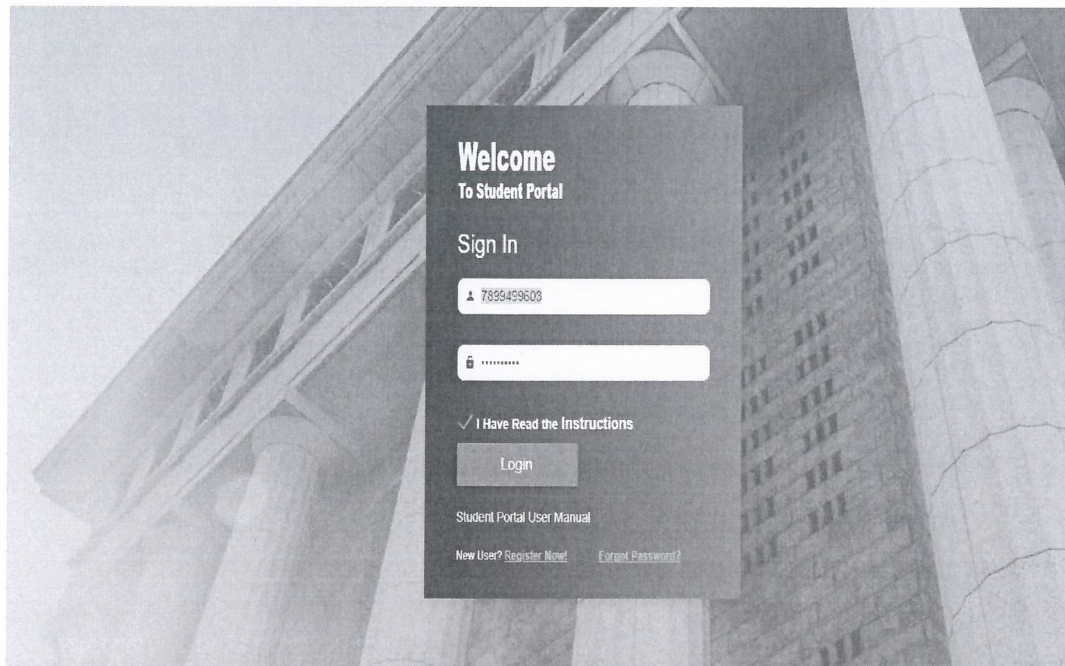 Welcome
To Student Portal
Sign In
7899499603
••••••••••
I Have Read the Instructions
Login
Student Portal User Manual
New User? Register Now! Forgot Password?